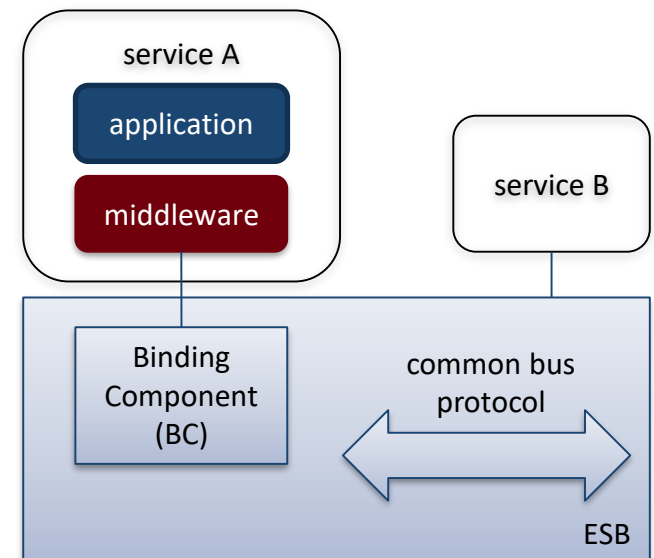 service A
application
middleware
service B
Binding
Component
(BC)
common bus
protocol
ESB